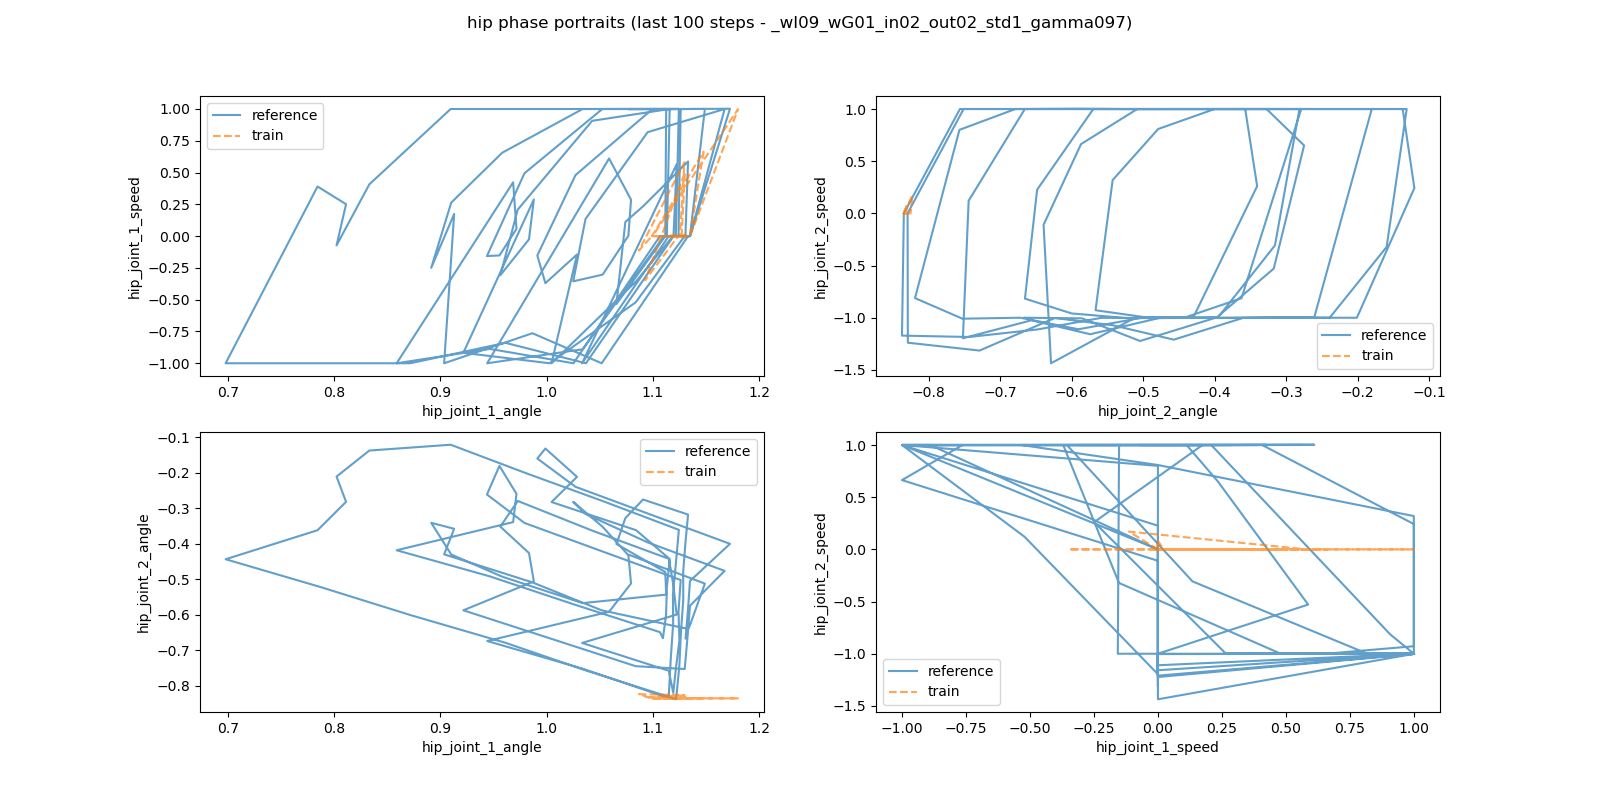 hip phase portraits (last 100 steps - _wI09_wG01_in02_out02_std1_gamma097)
reference
train
1.00
0.75
0.50
0.25
0.00
−0.25
−0.50
−0.75
−1.00
hip_joint_1_speed
0.7 0.8 0.9 1.0 1.1 1.2
hip_joint_1_angle
1.0
0.5
0.0
−0.5
−1.0
−1.5
hip_joint_2_speed
reference
train
−0.8 −0.7 −0.6 −0.5 −0.4 −0.3 −0.2 −0.1
hip_joint_2_angle
−0.1
−0.2
−0.3
−0.4
−0.5
−0.6
−0.7
−0.8
hip_joint_2_angle
reference
train
0.7 0.8 0.9 1.0 1.1 1.2
hip_joint_1_angle
1.0
0.5
0.0
−0.5
−1.0
−1.5
hip_joint_2_speed
reference
train
−1.00 −0.75 −0.50 −0.25 0.00 0.25 0.50 0.75 1.00
hip_joint_1_speed